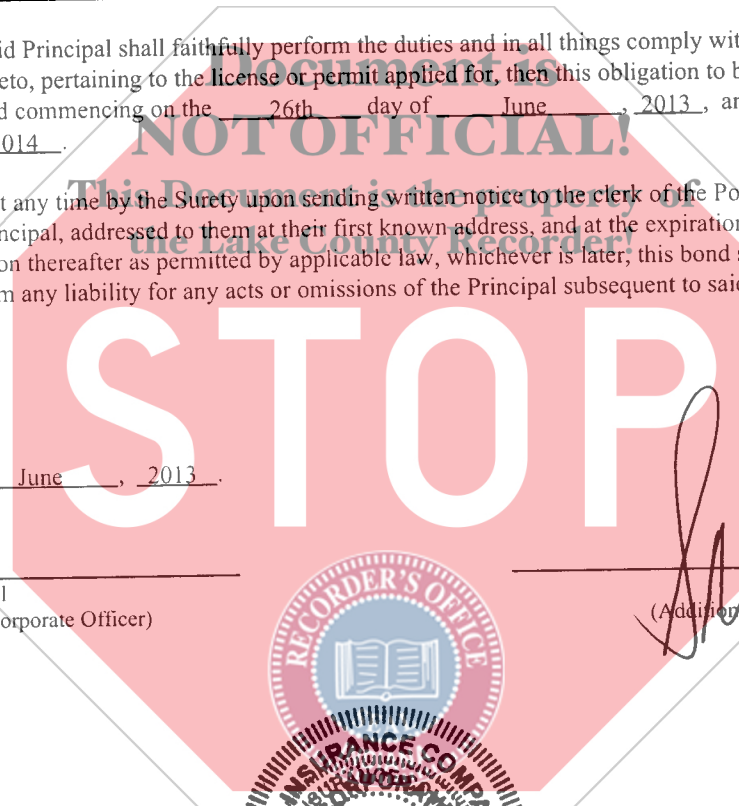 id Principal shall faithfully perform the duties and in all things comply wit
eto, pertaining to the license or permit applied for, then this obligation to b
d commencing on the 26th day of June, 2013, an
014.
t any time by the Surety upon sending written notice to the clerk of the Po
ncipal, addressed to them at their first known address, and at the expiration
on thereafter as permitted by applicable law, whichever is later, this bond s
m any liability for any acts or omissions of the Principal subsequent to said
Document is
NOT OFFICIAL!
This Document is the property of
the Lake County Recorder!
STOP
June, 2013.
l
orporate Officer)
(Addition
RECORDER'S OFFICE
INSURANCE COMP